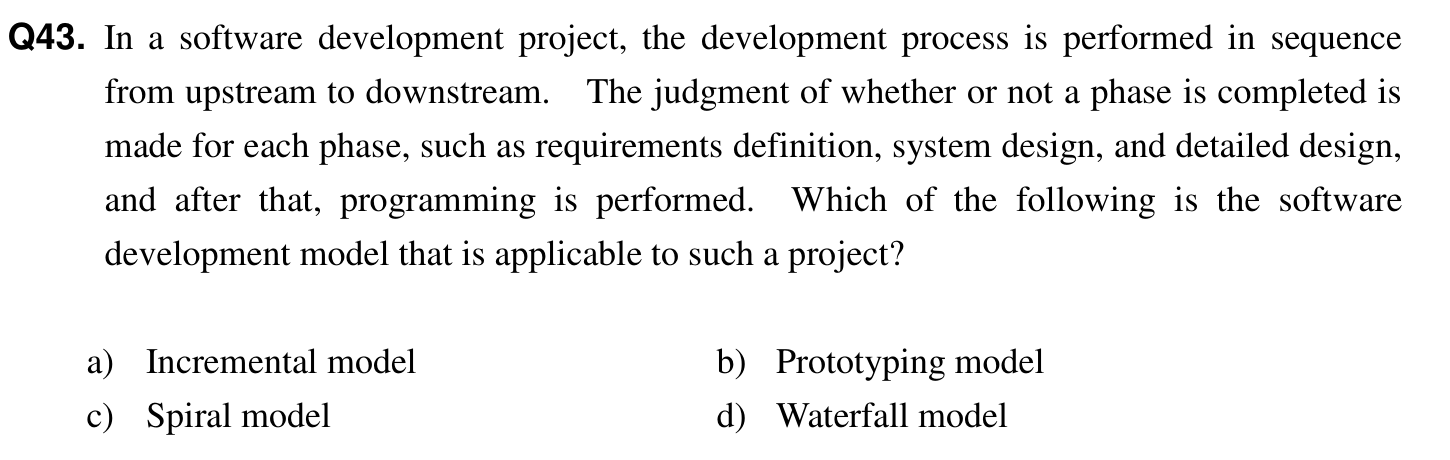 Q43. In a software development project, the development process is performed in sequence
from upstream to downstream. The judgment of whether or not a phase is completed is
made for each phase, such as requirements definition, system design, and detailed design,
and after that, programming is performed. Which of the following is the software
development model that is applicable to such a project?
a) Incremental model b) Prototyping model
c) Spiral model d) Waterfall model